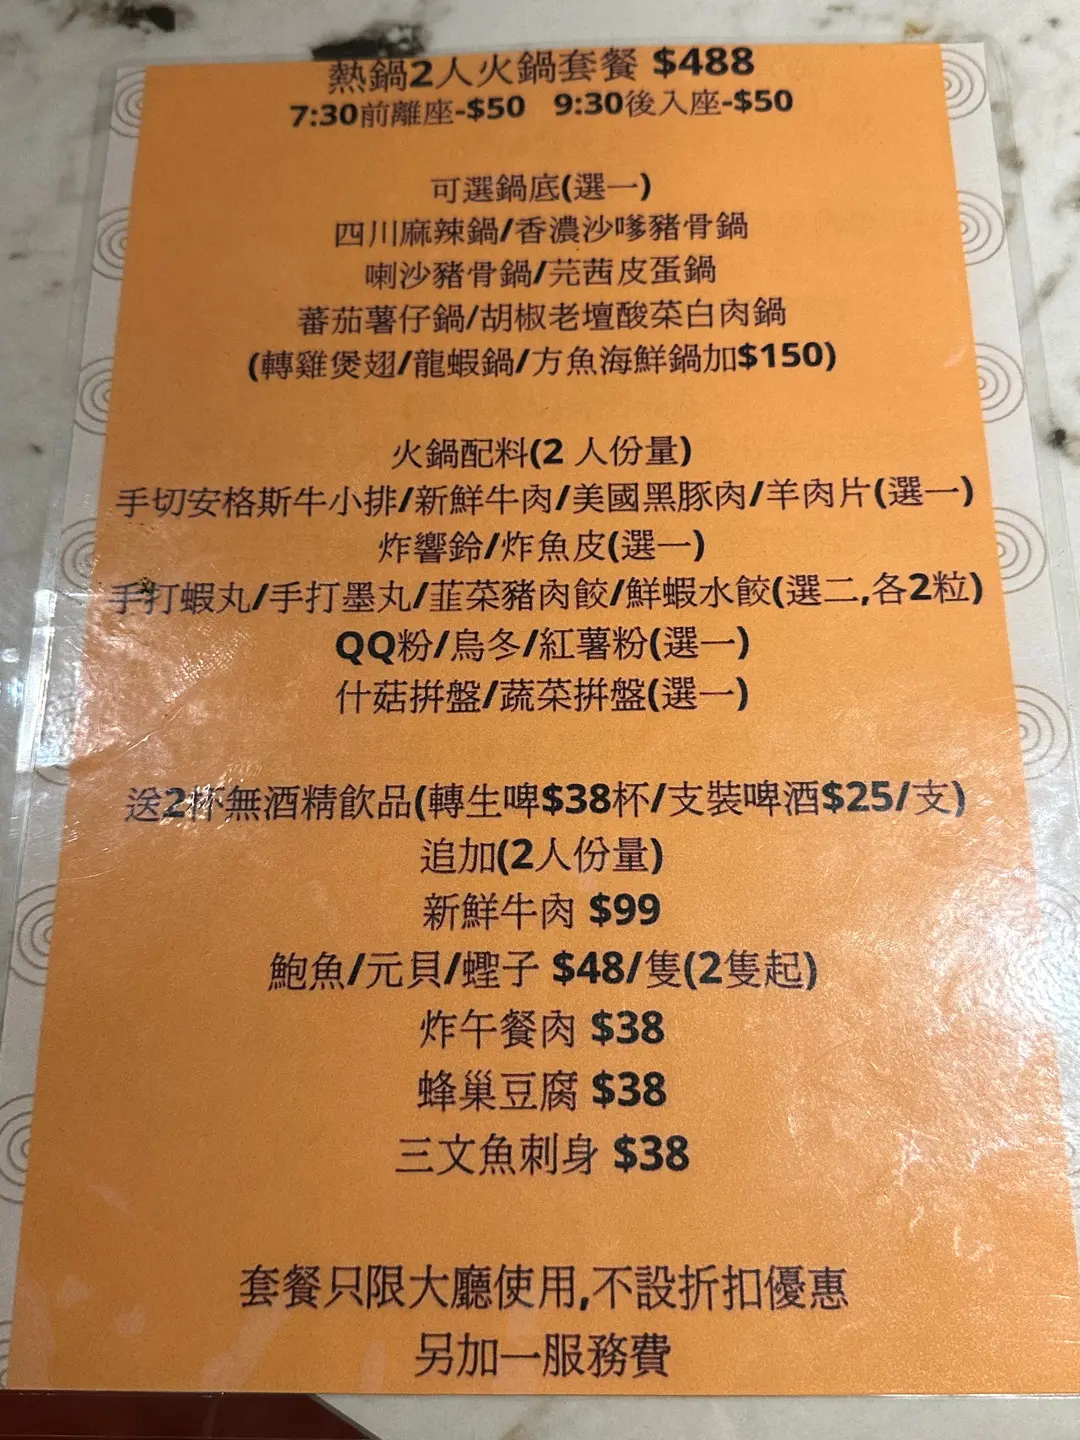 熱鍋2人火鍋套餐 $488
7:30前離座-$50 9:30後入座-$50
可選鍋底(選一)
四川麻辣鍋/香濃沙嗲豬骨鍋
喇沙豬骨鍋/芫茜皮蛋鍋
蕃茄薯仔鍋/胡椒老壇酸菜白肉鍋
(轉雞煲翅/龍蝦鍋/方魚海鮮鍋加$150)
火鍋配料(2 人份量)
手切安格斯牛小排/新鮮牛肉/美國黑豚肉/羊肉片(選一)
炸響鈴/炸魚皮(選一)
手打蝦丸/手打墨丸/韮菜豬肉餃/鮮蝦水餃(選二,各2粒)
QQ粉/烏冬/紅薯粉(選一)
什菇拼盤/蔬菜拼盤(選一)
送2杯無酒精飲品(轉生啤$38杯/支裝啤酒$25/支)
追加(2人份量)
新鮮牛肉 $99
鮑魚/元貝/蟶子 $48/隻(2隻起)
炸午餐肉 $38
蜂巢豆腐 $38
三文魚刺身 $38
套餐只限大廳使用,不設折扣優惠
另加一服務費